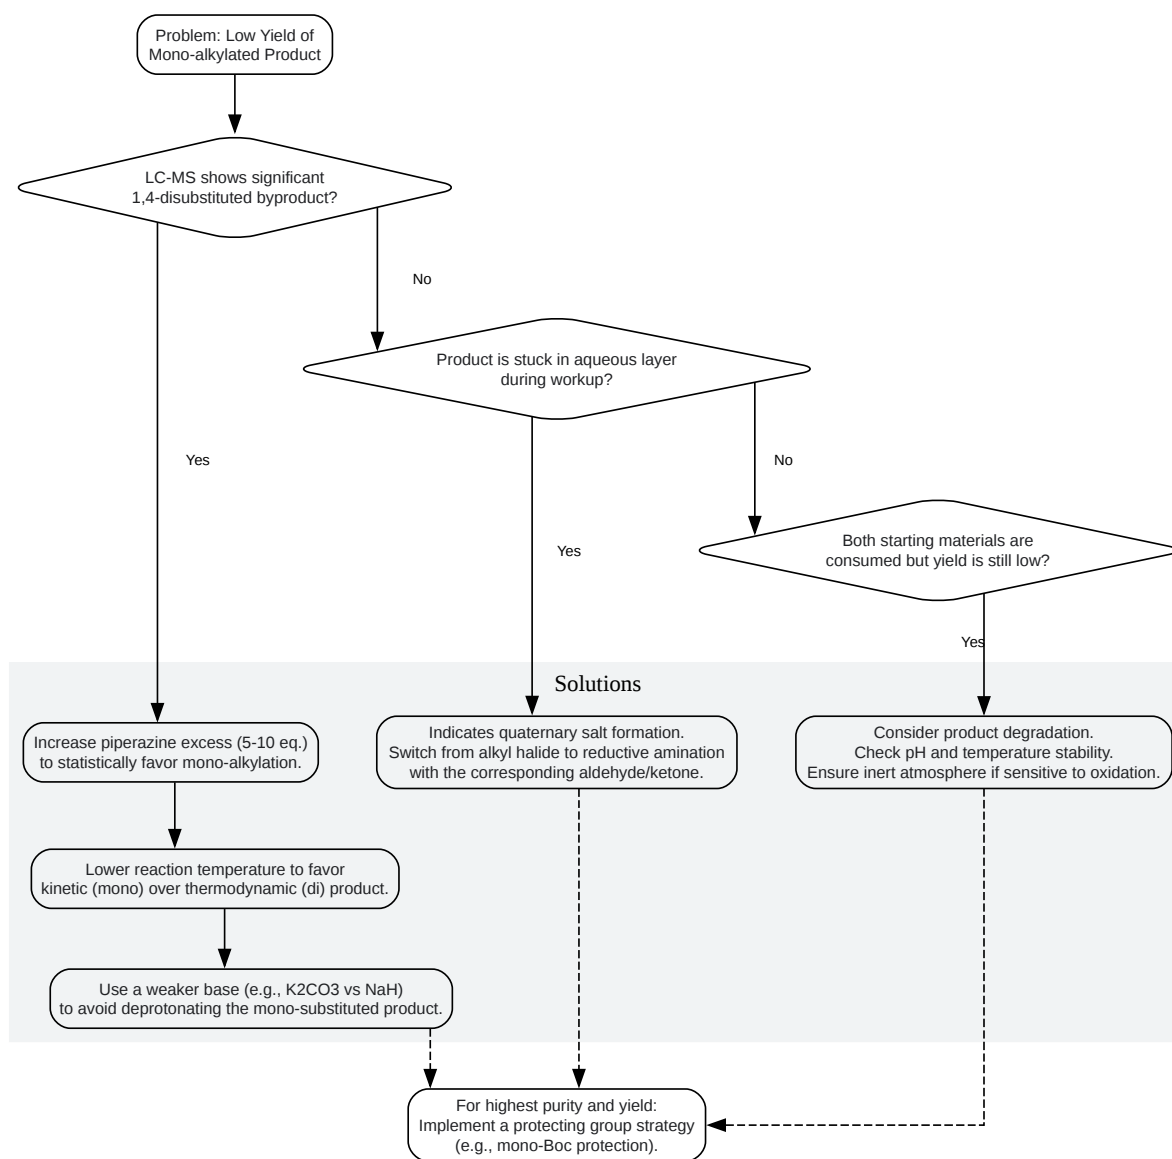 Problem: Low Yield of
Mono-alkylated Product
LC-MS shows significant
1,4-disubstituted byproduct?
No
Product is stuck in aqueous layer
during workup?
Yes
No
Both starting materials are
consumed but yield is still low?
Yes
Yes
Solutions
Increase piperazine excess (5-10 eq.)
to statistically favor mono-alkylation.
Indicates quaternary salt formation.
Switch from alkyl halide to reductive amination
with the corresponding aldehyde/ketone.
Consider product degradation.
Check pH and temperature stability.
Ensure inert atmosphere if sensitive to oxidation.
Lower reaction temperature to favor
kinetic (mono) over thermodynamic (di) product.
Use a weaker base (e.g., K2CO3 vs NaH)
to avoid deprotonating the mono-substituted product.
For highest purity and yield:
Implement a protecting group strategy
(e.g., mono-Boc protection).